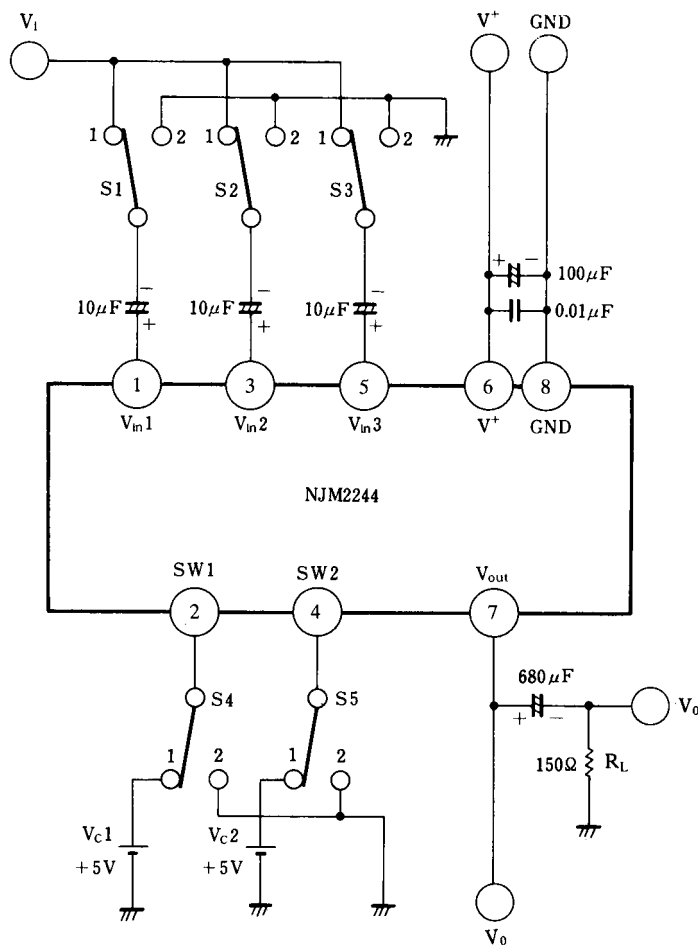 Vi
V+ GND
1 2 1 2 1 2
S1 S2 S3
− − −
10μF 10μF 10μF
+ + +
+ − 100μF
0.01μF
1 3 5 6 8
Vin1 Vin2 Vin3 V+ GND
NJM2244
SW1 SW2 Vout
2 4 7
S4 S5
680μF
+ − V0
1 2 1 2
150Ω RL
VC1 VC2
+5V +5V
V0